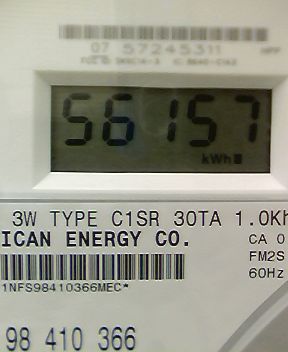 07 57245311
56157
kWh
3W TYPE C1SR 30TA 1.0Kh
ICAN ENERGY CO.
CA 0
FM2S
60Hz
1NFS98410366MEC*
98 410 366